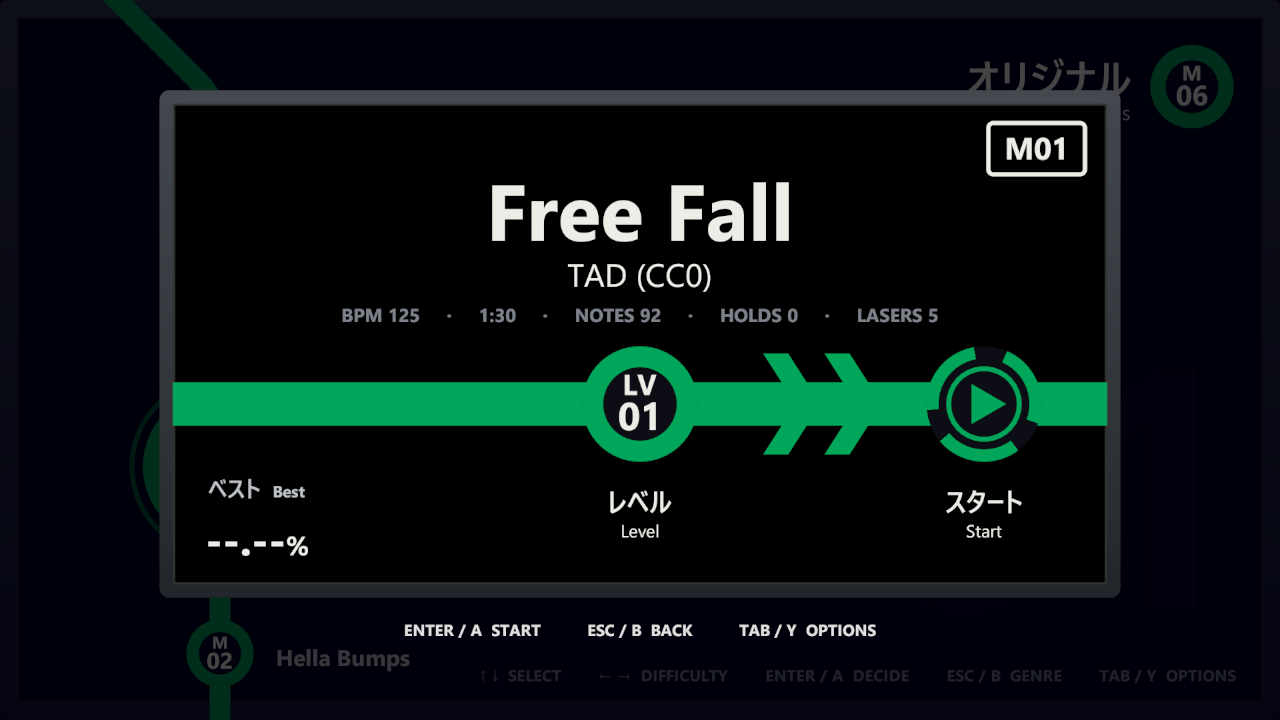 オリジナル
M
06
s
M01
Free Fall
TAD (CC0)
BPM 125 · 1:30 · NOTES 92 · HOLDS 0 · LASERS 5
LV
01
ベスト Best
--.--%
レベル
Level
スタート
Start
ENTER / A START ESC / B BACK TAB / Y OPTIONS
M
02
Hella Bumps
↑↓ SELECT ←→ DIFFICULTY ENTER / A DECIDE ESC / B GENRE TAB / Y OPTIONS